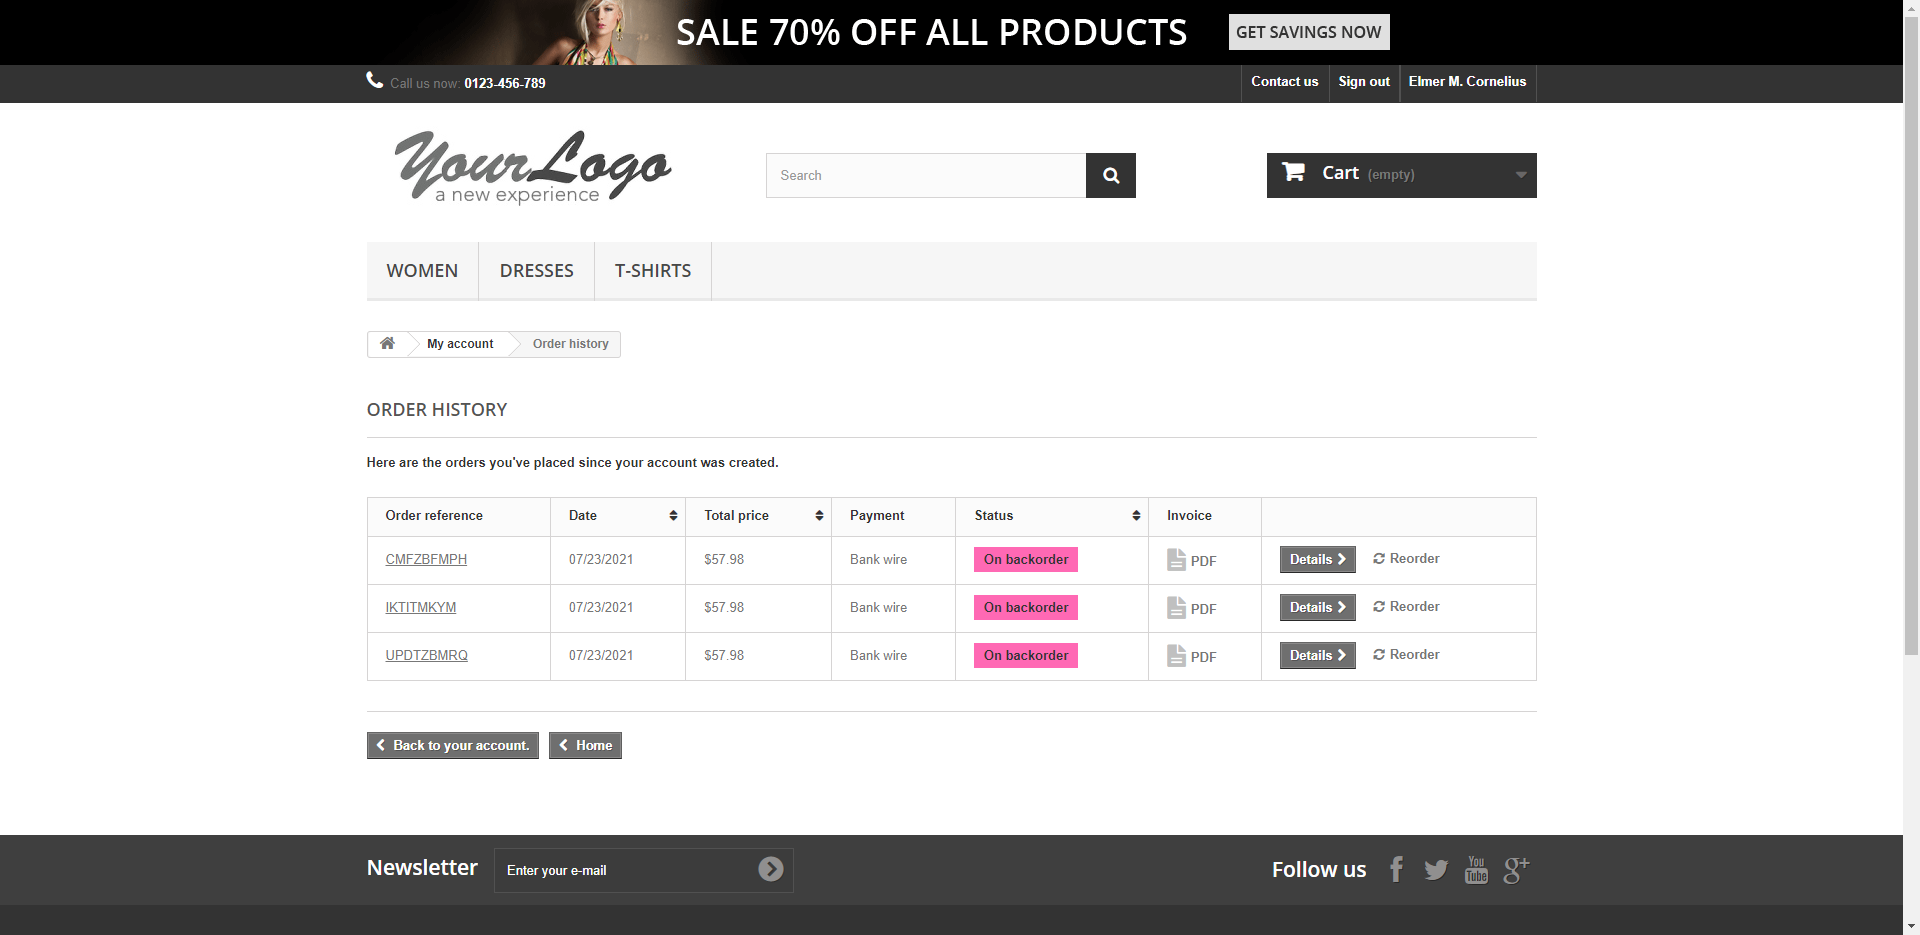 SALE 70% OFF ALL PRODUCTS GET SAVINGS NOW
Call us now: 0123-456-789 Contact us Sign out Elmer M. Cornelius
Your Logo
a new experience
Search
Cart (empty)
WOMEN DRESSES T-SHIRTS
My account Order history
ORDER HISTORY
Here are the orders you've placed since your account was created.
Order reference Date Total price Payment Status Invoice
CMFZBFMPH 07/23/2021 $57.98 Bank wire On backorder PDF Details Reorder
IKTITMKYM 07/23/2021 $57.98 Bank wire On backorder PDF Details Reorder
UPDTZBMRQ 07/23/2021 $57.98 Bank wire On backorder PDF Details Reorder
Back to your account. Home
Newsletter Enter your e-mail Follow us f You Tube g+